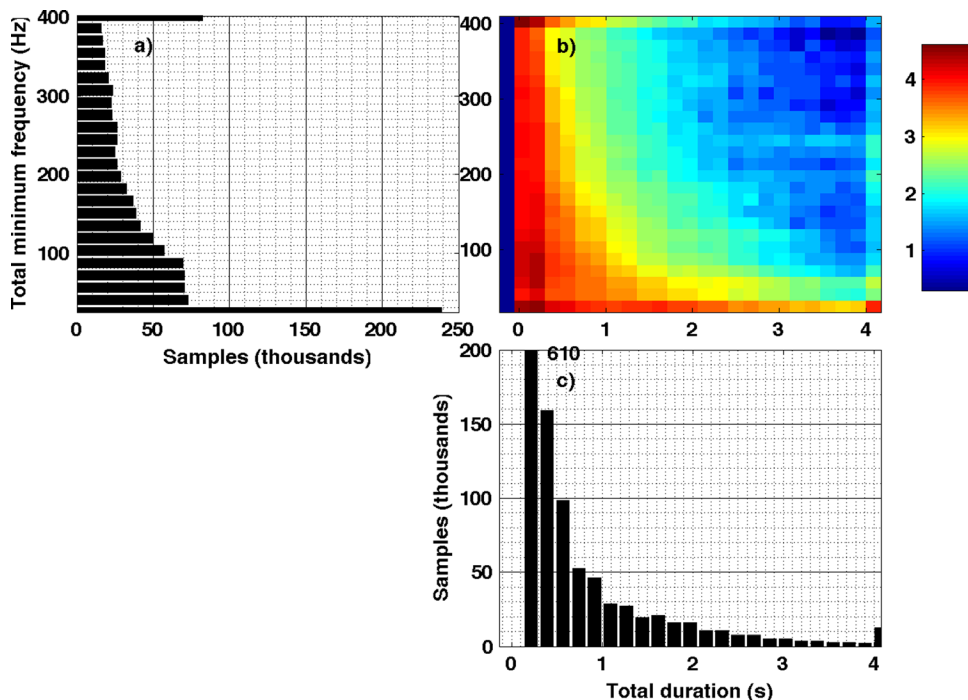 Total minimum frequency (Hz)
400
300
200
100
a)
0 50 100 150 200 250
Samples (thousands)
400
300
200
100
b)
0 1 2 3 4
4
3
2
1
Samples (thousands)
200
150
100
50
0
610
c)
0 1 2 3 4
Total duration (s)